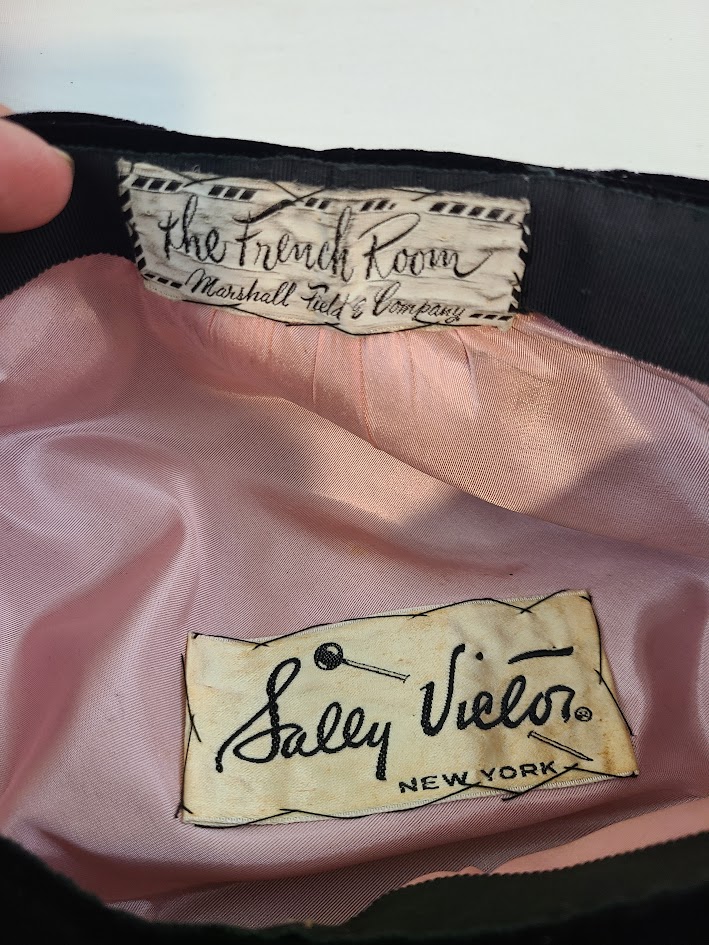 The French Room
Marshall Field & Company
Sally Victor ®
NEW YORK